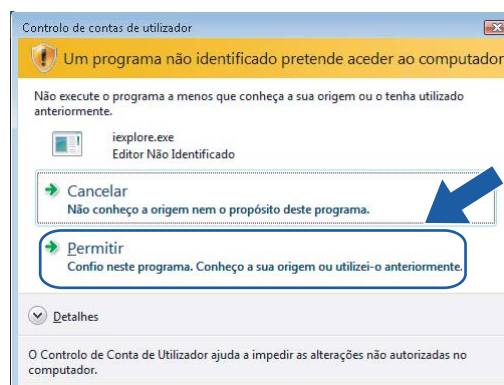 Controlo de contas de utilizador
Um programa não identificado pretende aceder ao computador
Não execute o programa a menos que conheça a sua origem ou o tenha utilizado
anteriormente.
iexplore.exe
Editor Não Identificado
Cancelar
Não conheço a origem nem o propósito deste programa.
Permitir
Confio neste programa. Conheço a sua origem ou utilizei-o anteriormente.
Detalhes
O Controlo de Conta de Utilizador ajuda a impedir as alterações não autorizadas no
computador.